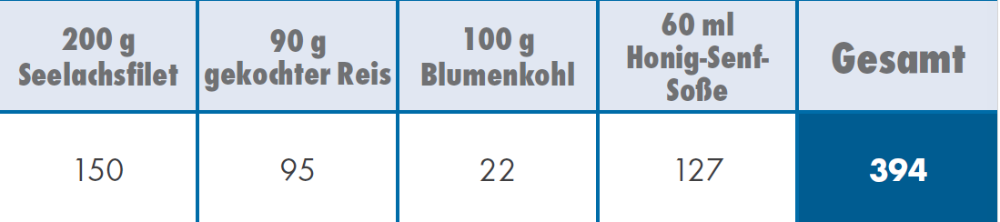 200 g
Seelachsfilet
90 g
gekochter Reis
100 g
Blumenkohl
60 ml
Honig-Senf-
Soße
Gesamt
150
95
22
127
394